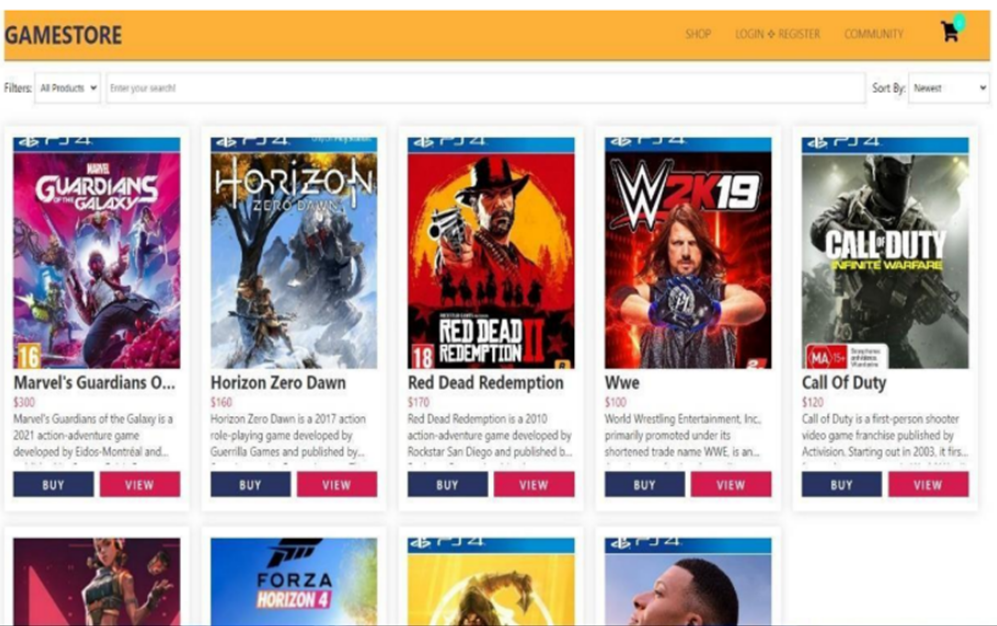 GAMESTORE
SHOP LOGIN ❖ REGISTER COMMUNITY
Filters: All Products Enter your search! Sort By: Newest
PS4
MARVEL
GUARDIANS
OF THE GALAXY
16
Marvel's Guardians O...
$300
Marvel's Guardians of the Galaxy is a
2021 action-adventure game
developed by Eidos-Montréal and...
BUY VIEW
PS4
HORIZON
ZERO DAWN
Horizon Zero Dawn
$160
Horizon Zero Dawn is a 2017 action
role-playing game developed by
Guerrilla Games and published by...
BUY VIEW
PS4
RED DEAD
REDEMPTION II
18
Red Dead Redemption
$170
Red Dead Redemption is a 2010
action-adventure game developed by
Rockstar San Diego and published b...
BUY VIEW
PS4
W2K19
2K
Wwe
$100
World Wrestling Entertainment, Inc.,
primarily promoted under its
shortened trade name WWE, is an...
BUY VIEW
PS4
CALL OF DUTY
INFINITE WARFARE
MA 15+
Call Of Duty
$120
Call of Duty is a first-person shooter
video game franchise published by
Activision. Starting out in 2003, it firs...
BUY VIEW
FORZA
HORIZON 4
PS4
PS4